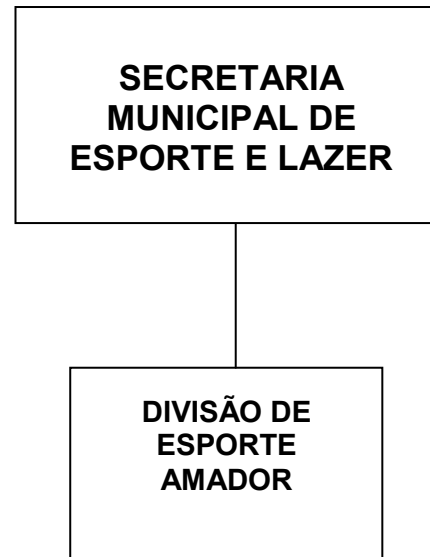 SECRETARIA
MUNICIPAL DE
ESPORTE E LAZER
DIVISÃO DE
ESPORTE
AMADOR